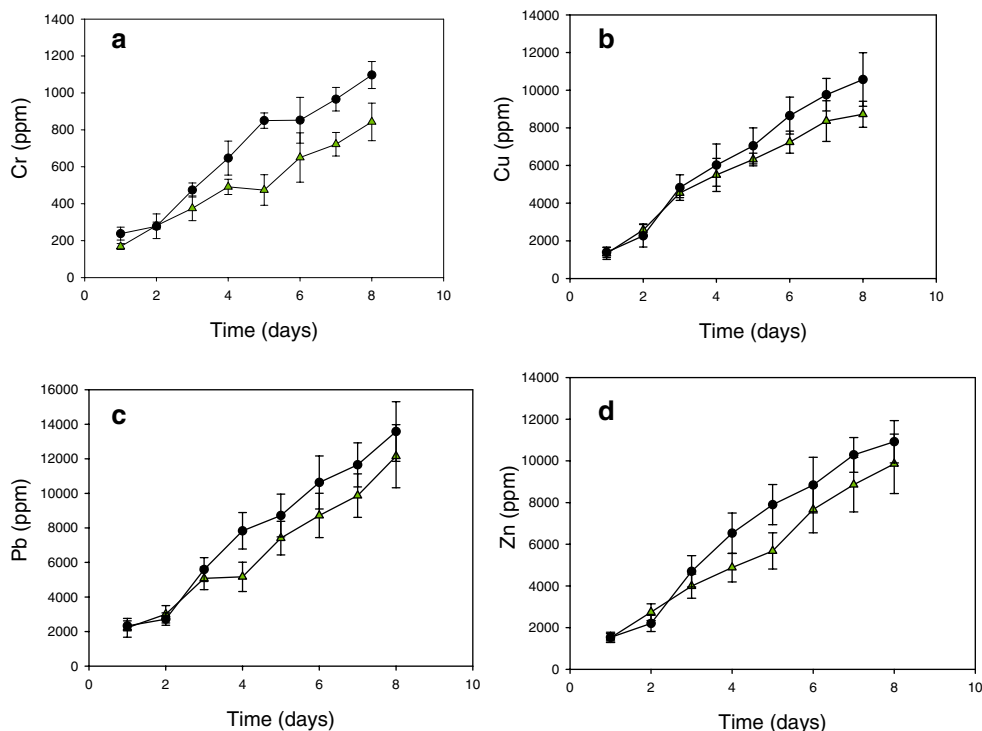 a
Cr (ppm)
1400
1200
1000
800
600
400
200
0
0 2 4 6 8 10
Time (days)
b
Cu (ppm)
14000
12000
10000
8000
6000
4000
2000
0
0 2 4 6 8 10
Time (days)
c
Pb (ppm)
16000
14000
12000
10000
8000
6000
4000
2000
0
0 2 4 6 8 10
Time (days)
d
Zn (ppm)
14000
12000
10000
8000
6000
4000
2000
0
0 2 4 6 8 10
Time (days)